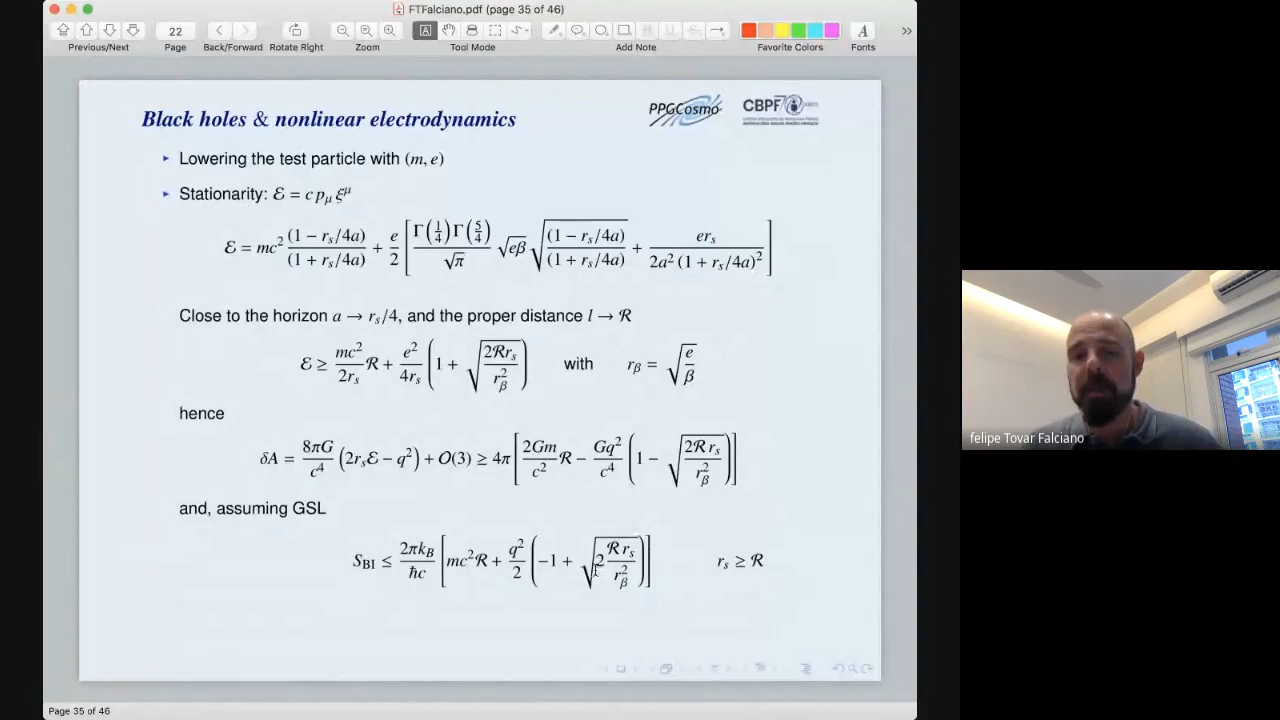 FTFalciano.pdf (page 35 of 46)
22
Previous/Next Page Back/Forward Rotate Right Zoom Tool Mode Add Note Favorite Colors Fonts
Black holes & nonlinear electrodynamics
PPGCosmo
CBPF
▸ Lowering the test particle with (m, e)
▸ Stationarity: ℰ = c p_μ ξ^μ
ℰ = mc² (1 − r_s/4a)/(1 + r_s/4a) + e/2 [ Γ(1/4)Γ(5/4)/√π √(eβ) √((1 − r_s/4a)/(1 + r_s/4a)) + er_s/(2a² (1 + r_s/4a)²) ]
Close to the horizon a → r_s/4, and the proper distance l → ℛ
ℰ ≥ mc²/2r_s ℛ + e²/4r_s (1 + √(2ℛr_s/r_β²)) with r_β = √(e/β)
hence
δA = 8πG/c⁴ (2r_sℰ − q²) + O(3) ≥ 4π [ 2Gm/c² ℛ − Gq²/c⁴ (1 − √(2ℛ r_s/r_β²)) ]
and, assuming GSL
S_BI ≤ 2πk_B/ħc [ mc²ℛ + q²/2 (−1 + √(2 ℛ r_s/r_β²)) ] r_s ≥ ℛ
felipe Tovar Falciano
Page 35 of 46